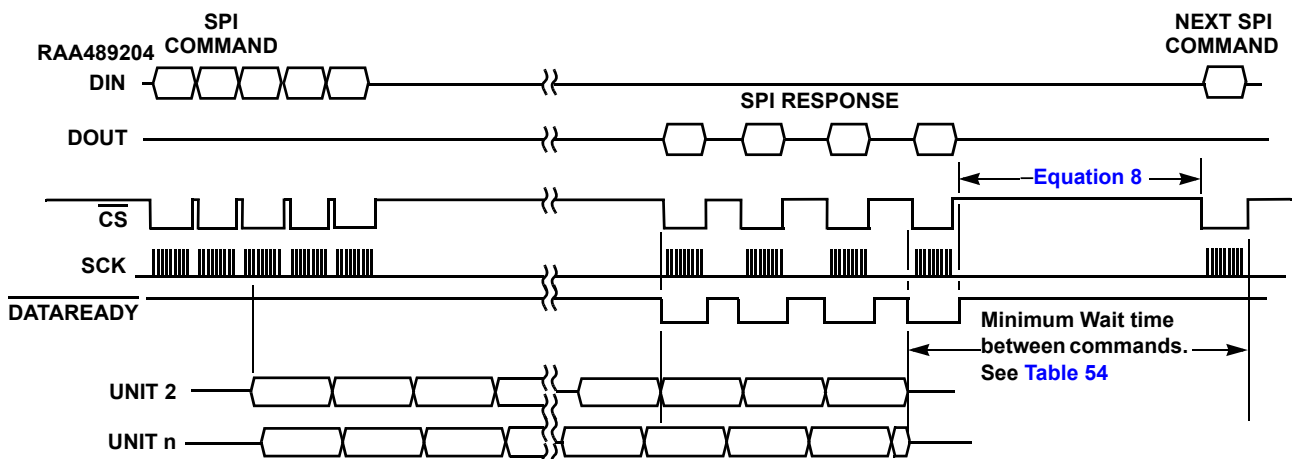 SPI
COMMAND
NEXT SPI
COMMAND
RAA489204
DIN
SPI RESPONSE
DOUT
Equation 8
CS
SCK
DATAREADY
Minimum Wait time
between commands.
See Table 54
UNIT 2
UNIT n